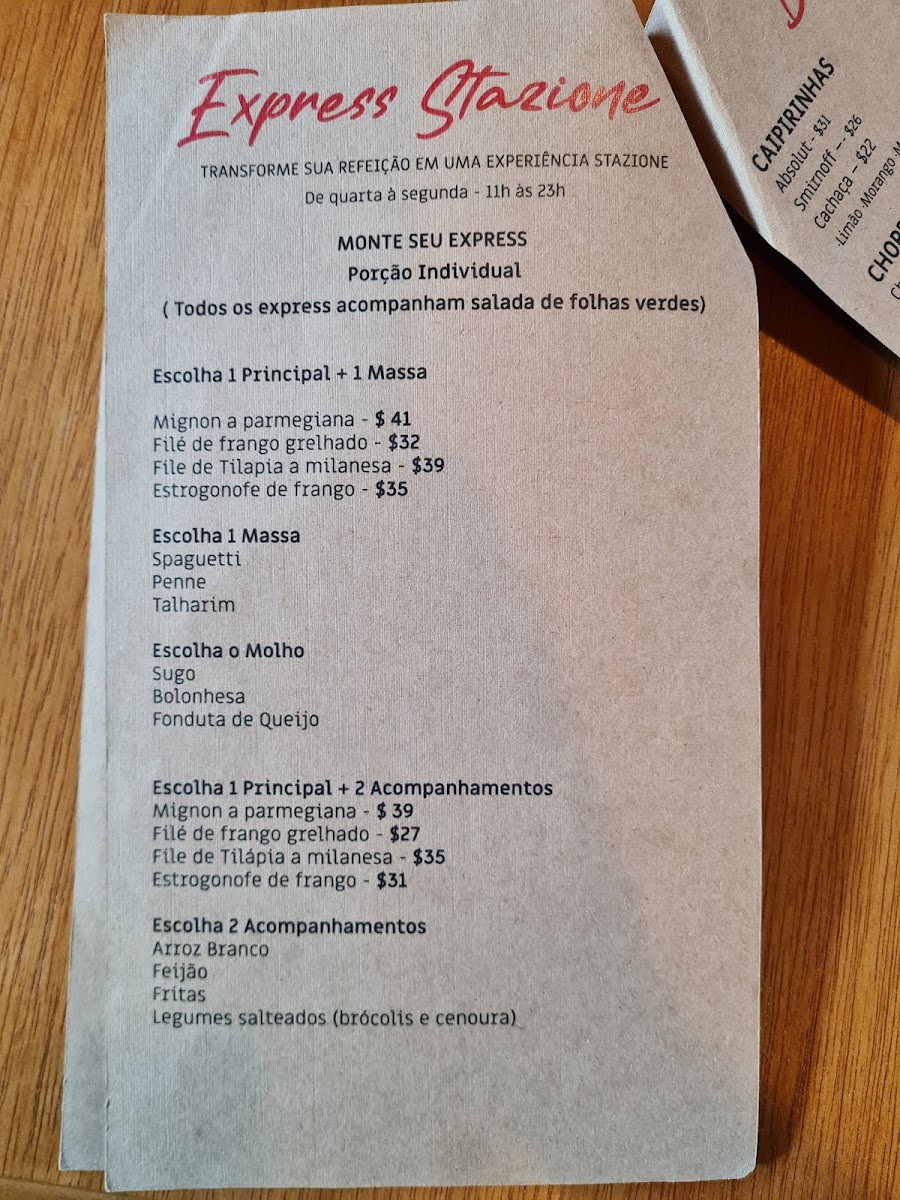 Express Stazione
TRANSFORME SUA REFEIÇÃO EM UMA EXPERIÊNCIA STAZIONE
De quarta à segunda - 11h às 23h
MONTE SEU EXPRESS
Porção Individual
( Todos os express acompanham salada de folhas verdes)
Escolha 1 Principal + 1 Massa
Mignon a parmegiana - $ 41
Filé de frango grelhado - $32
File de Tilapia a milanesa - $39
Estrogonofe de frango - $35
Escolha 1 Massa
Spaguetti
Penne
Talharim
Escolha o Molho
Sugo
Bolonhesa
Fonduta de Queijo
Escolha 1 Principal + 2 Acompanhamentos
Mignon a parmegiana - $ 39
Filé de frango grelhado - $27
File de Tilápia a milanesa - $35
Estrogonofe de frango - $31
Escolha 2 Acompanhamentos
Arroz Branco
Feijão
Fritas
Legumes salteados (brócolis e cenoura)
CAIPIRINHAS
Absolut - $31
Smirnoff –- $26
Cachaça – $22
-Limão -Morango